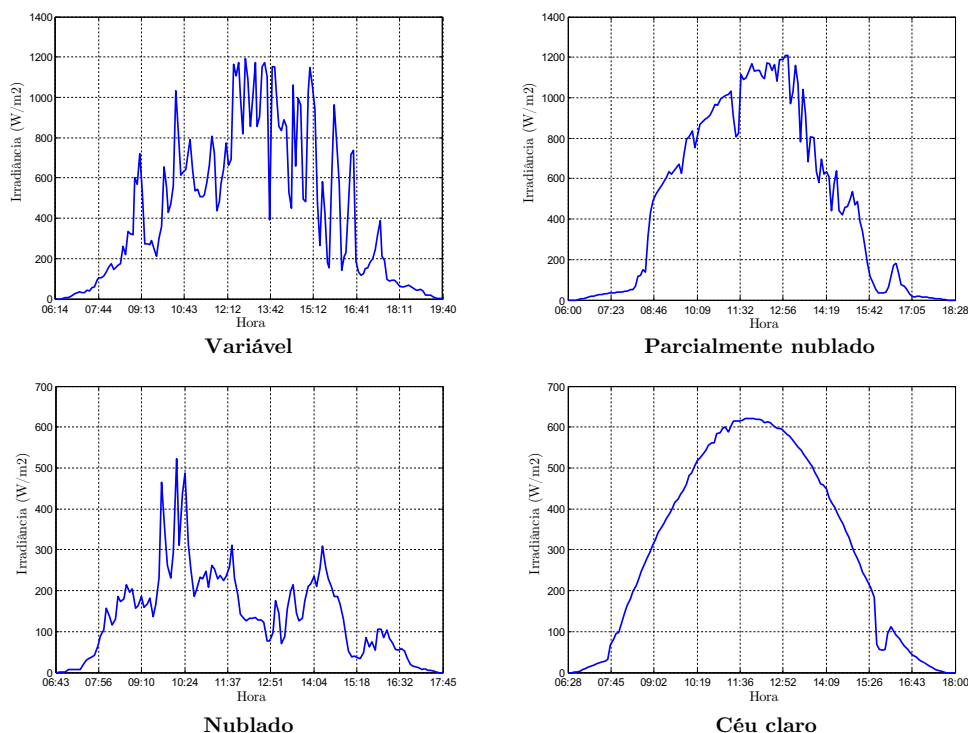 1400
1200
1000
800
600
400
200
0
Irradiância (W/m2)
06:14 07:44 09:13 10:43 12:12 13:42 15:12 16:41 18:11 19:40
Hora
Variável
1400
1200
1000
800
600
400
200
0
Irradiância (W/m2)
06:00 07:23 08:46 10:09 11:32 12:56 14:19 15:42 17:05 18:28
Hora
Parcialmente nublado
700
600
500
400
300
200
100
0
Irradiância (W/m2)
06:43 07:56 09:10 10:24 11:37 12:51 14:04 15:18 16:32 17:45
Hora
Nublado
700
600
500
400
300
200
100
0
Irradiância (W/m2)
06:28 07:45 09:02 10:19 11:36 12:52 14:09 15:26 16:43 18:00
Hora
Céu claro